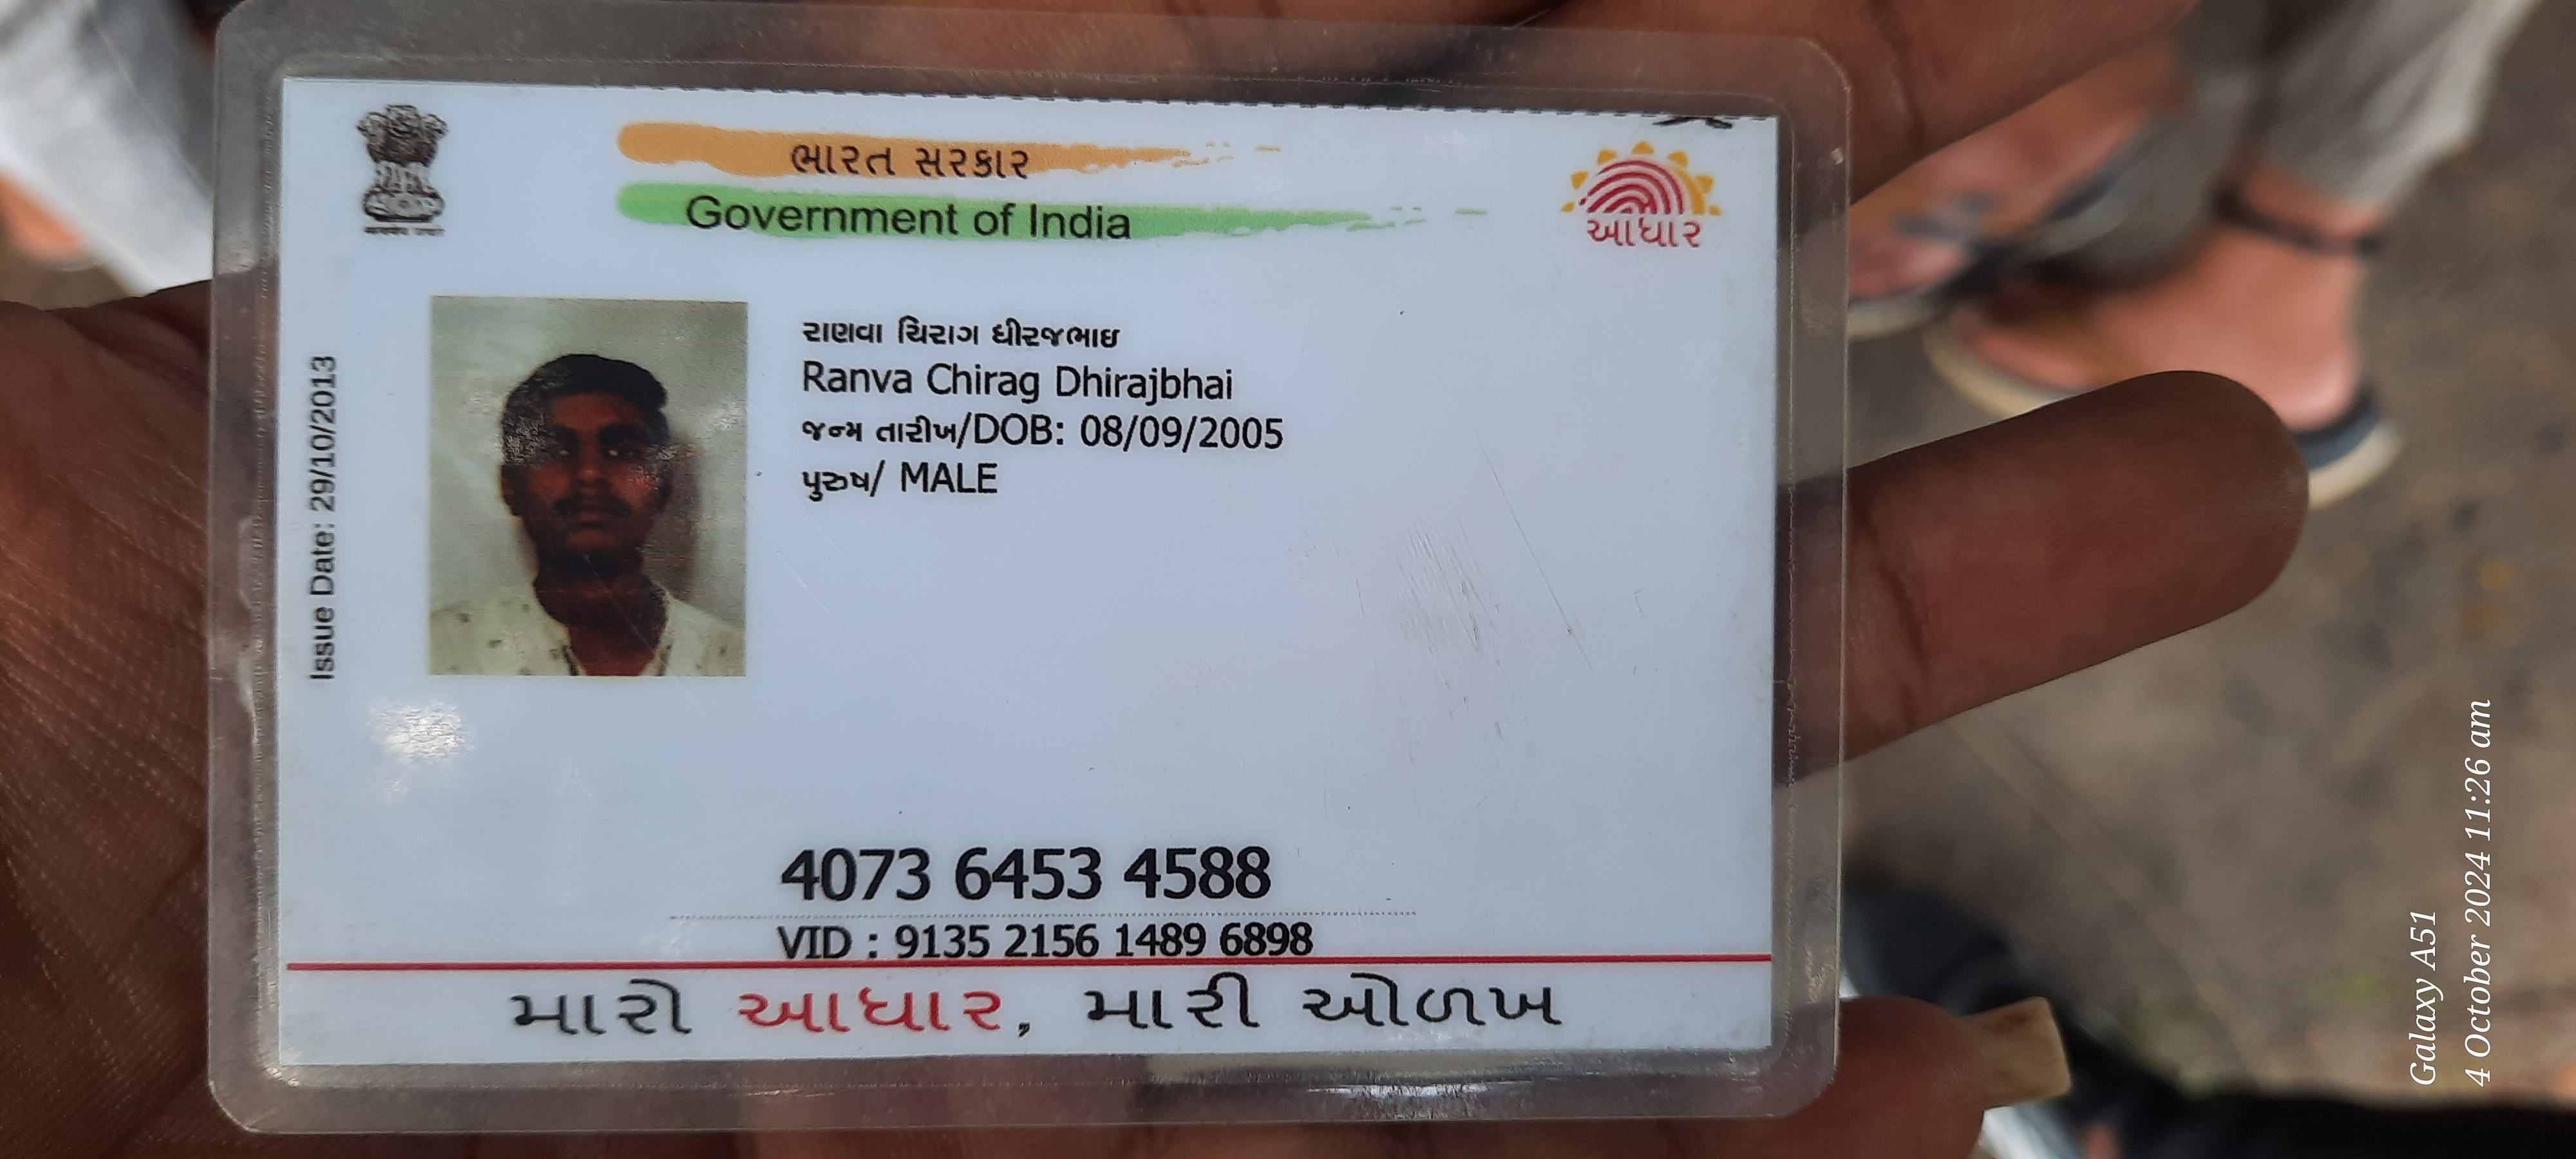 ભારત સરકાર
Government of India
આધાર
Issue Date: 29/10/2013
રાણવા ચિરાગ ધીરજભાઇ
Ranva Chirag Dhirajbhai
જન્મ તારીખ/DOB: 08/09/2005
પુરુષ/ MALE
4073 6453 4588
VID : 9135 2156 1489 6898
મારો આધાર, મારી ઓળખ
Galaxy A51
4 October 2024 11:26 am